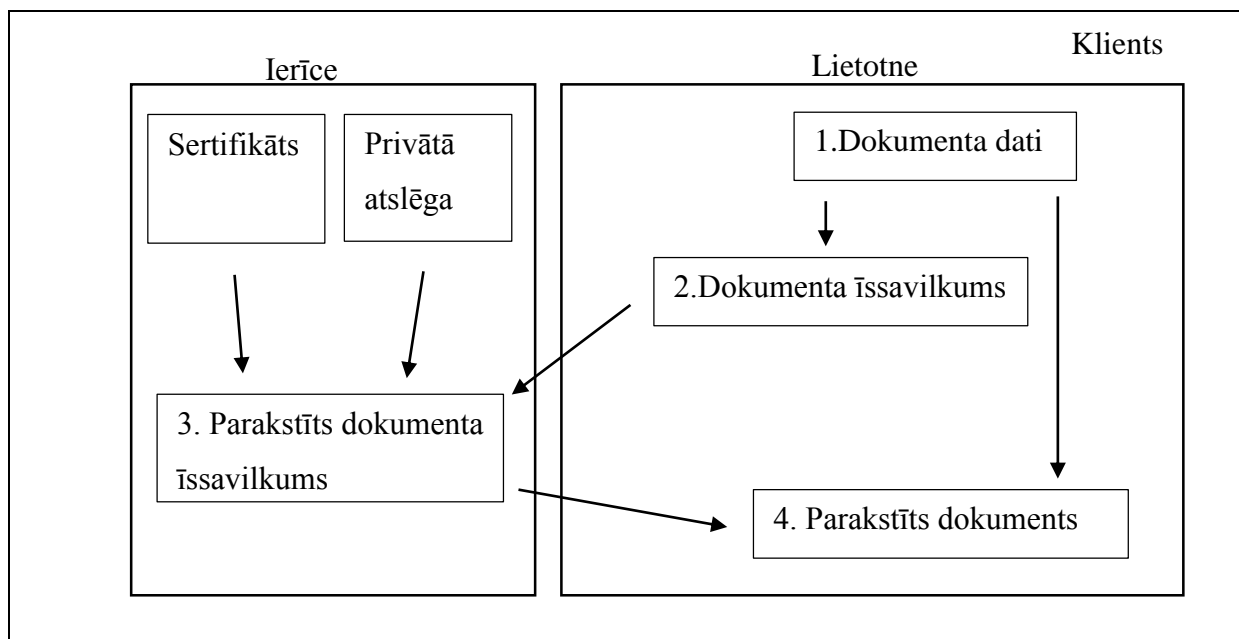 Klients
Ierīce
Lietotne
Sertifikāts
Privātā
atslēga
1.Dokumenta dati
2.Dokumenta īssavilkums
3. Parakstīts dokumenta
īssavilkums
4. Parakstīts dokuments